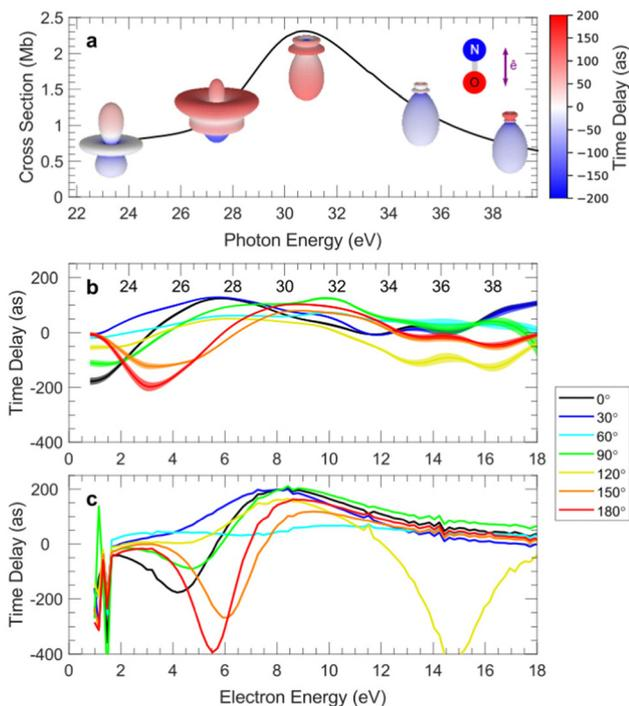 a
2.5
2
1.5
1
0.5
0
Cross Section (Mb)
22 24 26 28 30 32 34 36 38
Photon Energy (eV)
N
O
ê
200
150
100
50
0
−50
−100
−150
−200
Time Delay (as)
b
24 26 28 30 32 34 36 38
200
0
-200
-400
Time Delay (as)
0 2 4 6 8 10 12 14 16 18
c
200
0
-200
-400
Time Delay (as)
0 2 4 6 8 10 12 14 16 18
Electron Energy (eV)
0°
30°
60°
90°
120°
150°
180°